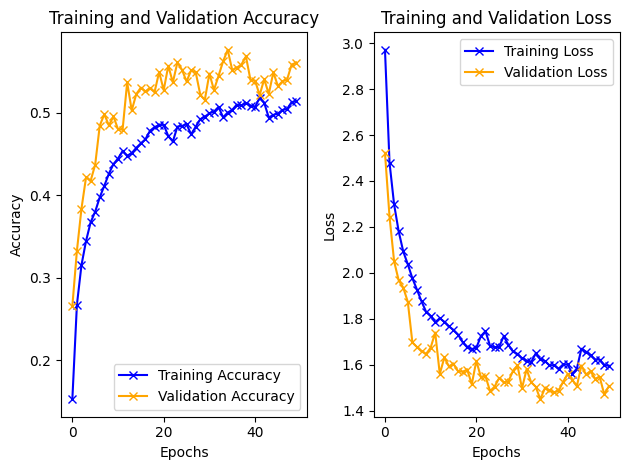 Training and Validation Accuracy
0.5
0.4
0.3
0.2
Accuracy
Training Accuracy
Validation Accuracy
0
20
40
Epochs
Training and Validation Loss
3.0
2.8
2.6
2.4
2.2
2.0
1.8
1.6
1.4
Loss
Training Loss
Validation Loss
0
20
40
Epochs